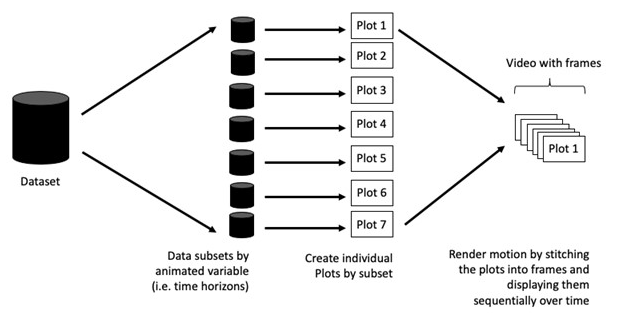 Plot 1
Plot 2
Plot 3
Plot 4
Plot 5
Plot 6
Plot 7
Video with frames
Plot 1
Dataset
Data subsets by
animated variable
(i.e. time horizons)
Create individual
Plots by subset
Render motion by stitching
the plots into frames and
displaying them
sequentially over time